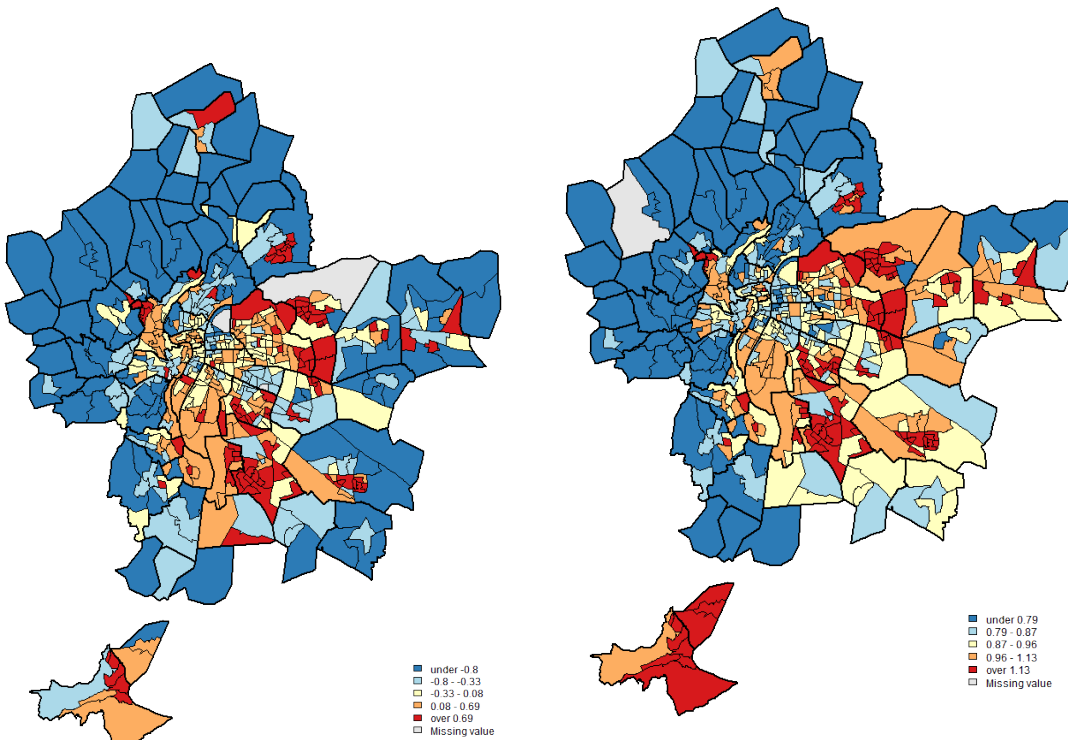 under -0.8
-0.8 - -0.33
-0.33 - 0.08
0.08 - 0.69
over 0.69
Missing value
under 0.79
0.79 - 0.87
0.87 - 0.96
0.96 - 1.13
over 1.13
Missing value